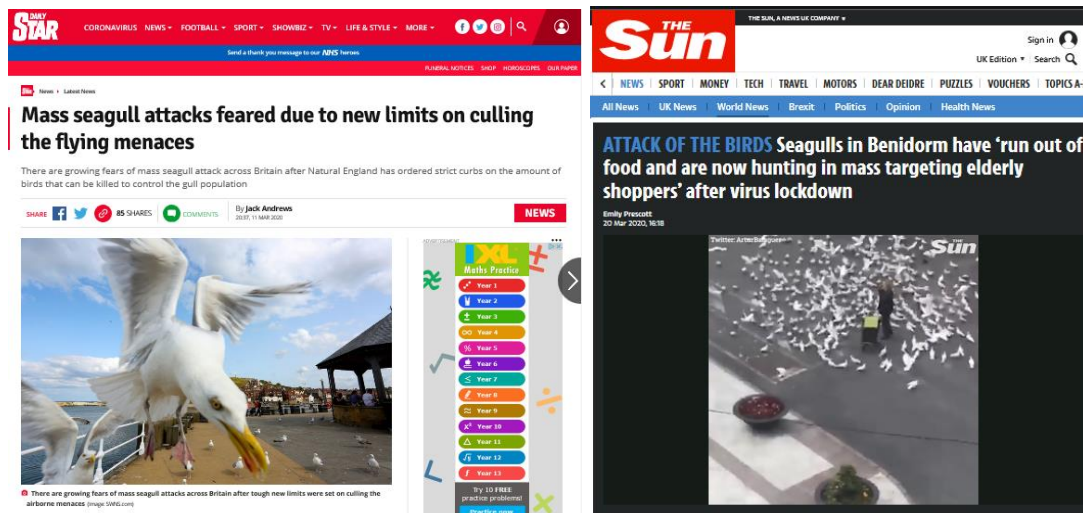 DAILY
STAR
CORONAVIRUS NEWS FOOTBALL SPORT SHOWBIZ TV LIFE & STYLE MORE
Send a thank you message to our NHS heroes
FUNERAL NOTICES SHOP HOROSCOPES OUR PAPER
News Latest News
Mass seagull attacks feared due to new limits on culling
the flying menaces
There are growing fears of mass seagull attack across Britain after Natural England has ordered strict curbs on the amount of
birds that can be killed to control the gull population
SHARE 85 SHARES COMMENTS By Jack Andrews
20:37, 11 MAR 2020
NEWS
ADVERTISEMENT
IXL
Maths Practice
Year 1
Year 2
Year 3
Year 4
Year 5
Year 6
Year 7
Year 8
Year 9
Year 10
Year 11
Year 12
Year 13
Try 10 FREE
practice problems!
Practice now
There are growing fears of mass seagull attacks across Britain after tough new limits were set on culling the
airborne menaces (Image: SWNS.com)
THE SUN, A NEWS UK COMPANY
THE
Sun
Sign in
UK Edition Search
< NEWS SPORT MONEY TECH TRAVEL MOTORS DEAR DEIDRE PUZZLES VOUCHERS TOPICS A-
All News UK News World News Brexit Politics Opinion Health News
ATTACK OF THE BIRDS Seagulls in Benidorm have ‘run out of
food and are now hunting in mass targeting elderly
shoppers’ after virus lockdown
Emily Prescott
20 Mar 2020, 16:18
Twitter:
THE
Sun